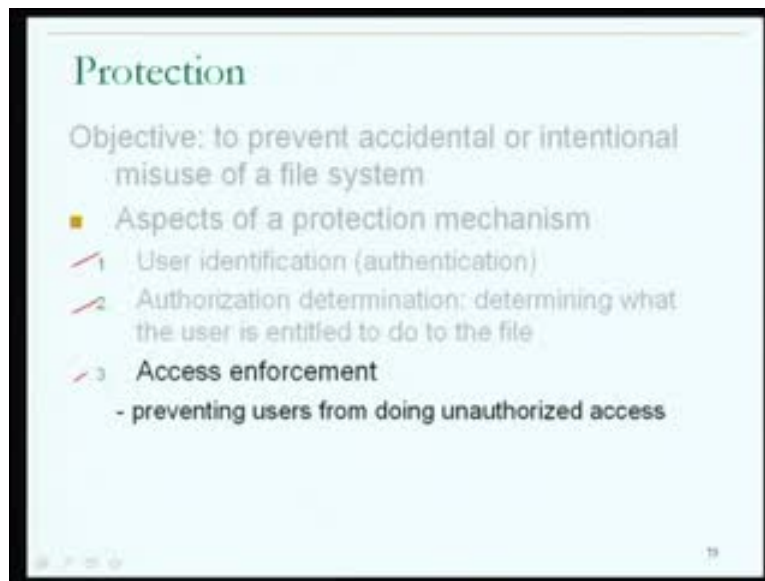 Protection
Objective: to prevent accidental or intentional
misuse of a file system
Aspects of a protection mechanism
1 User identification (authentication)
2 Authorization determination: determining what
the user is entitled to do to the file
3 Access enforcement
- preventing users from doing unauthorized access